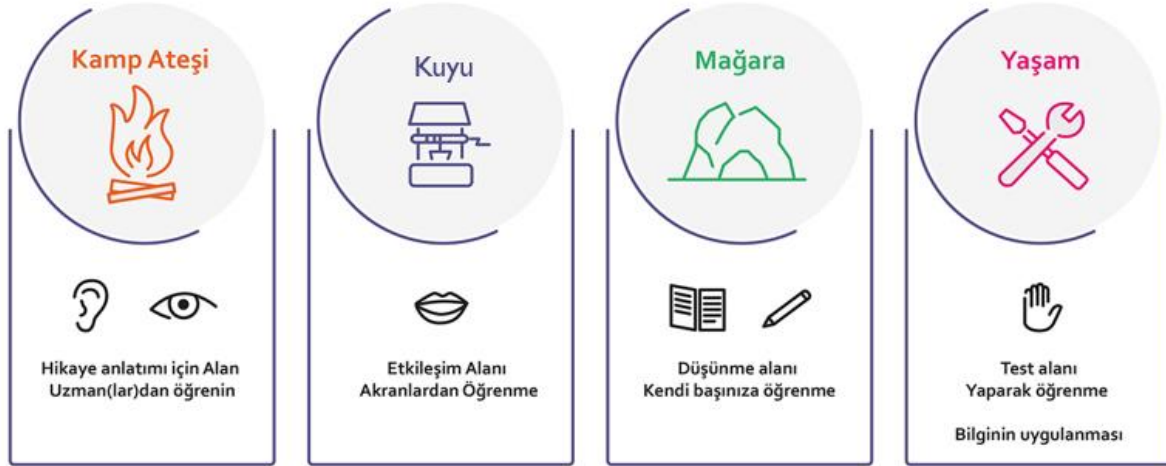 Kamp Ateşi
Hikaye anlatımı için Alan
Uzman(lar)dan öğrenin
Kuyu
Etkileşim Alanı
Akranlardan Öğrenme
Mağara
Düşünme alanı
Kendi başınıza öğrenme
Yaşam
Test alanı
Yaparak öğrenme
Bilginin uygulanması